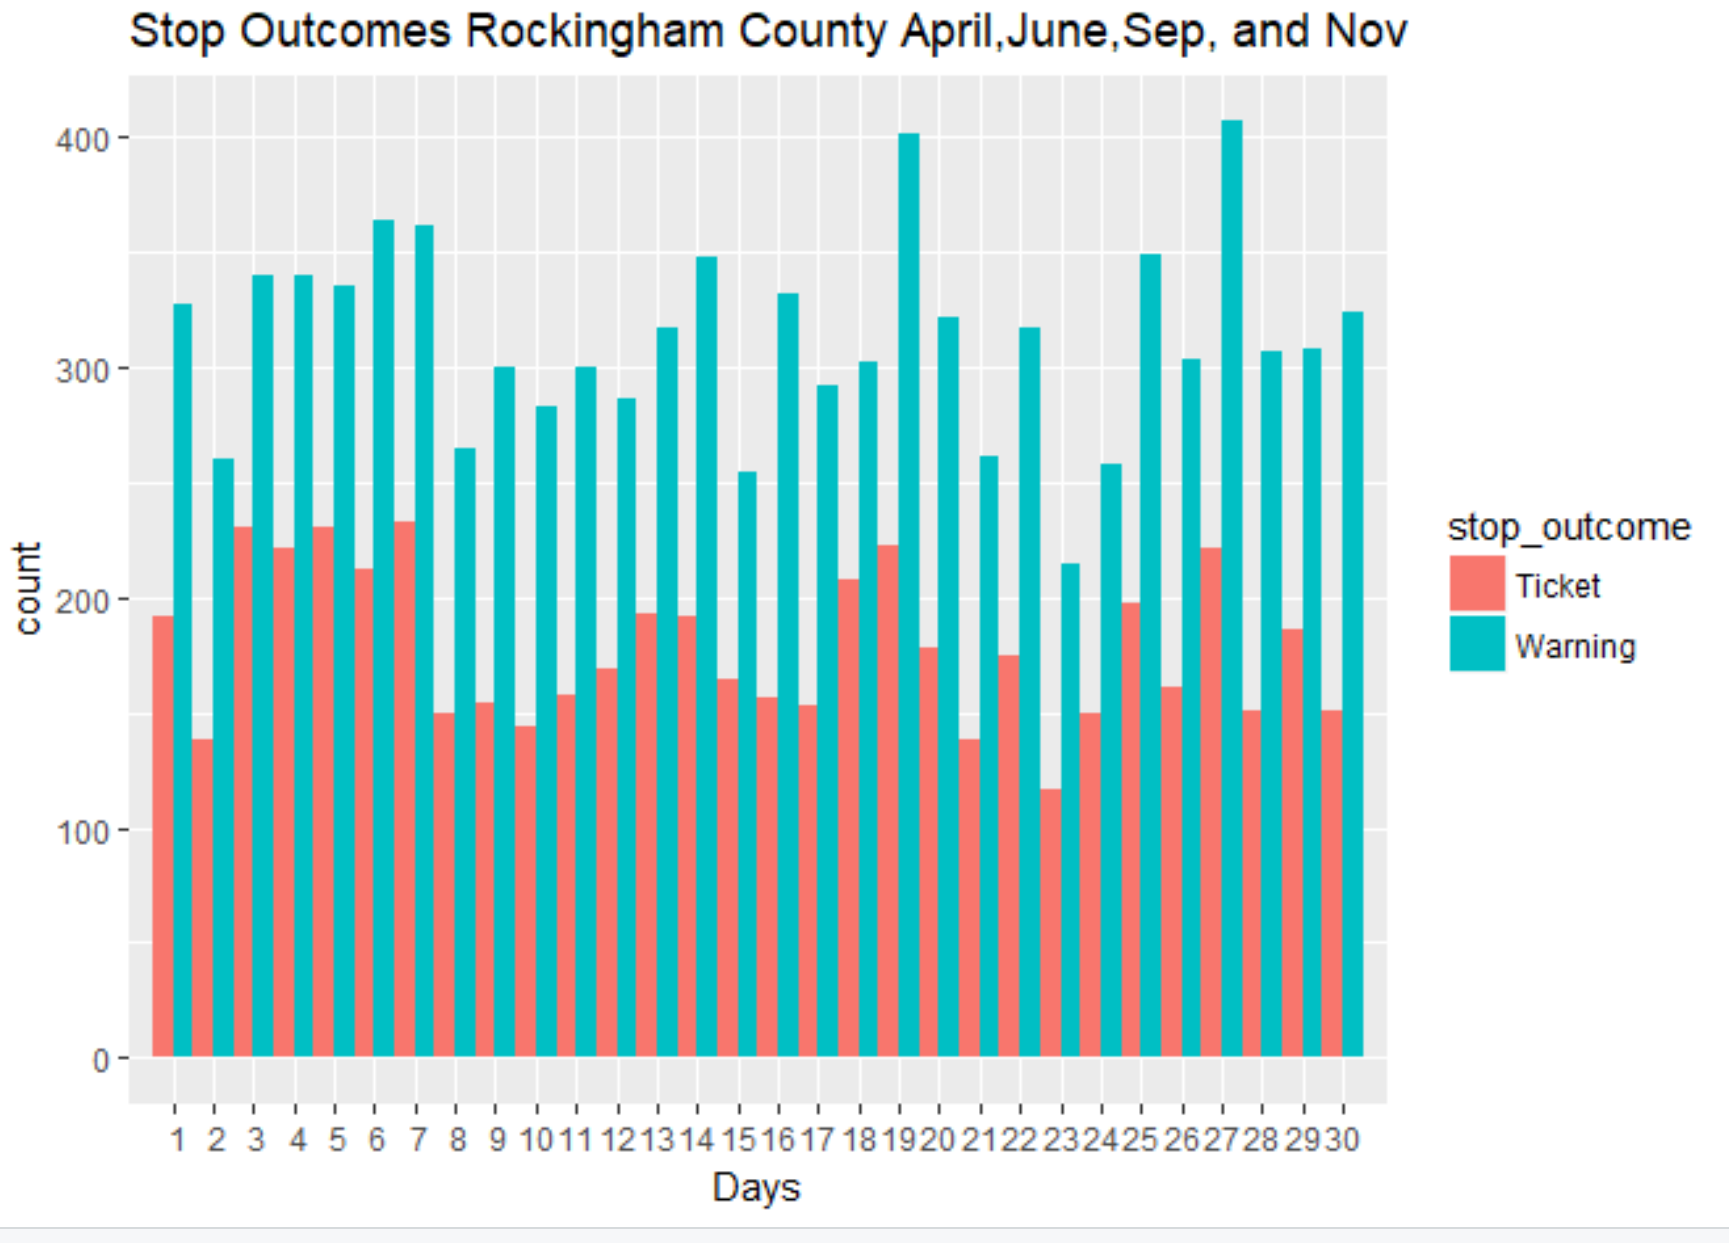 Stop Outcomes Rockingham County April,June,Sep, and Nov
400
300
200
100
0
count
1 2 3 4 5 6 7 8 9 10 11 12 13 14 15 16 17 18 19 20 21 22 23 24 25 26 27 28 29 30
Days
stop_outcome
Ticket
Warning